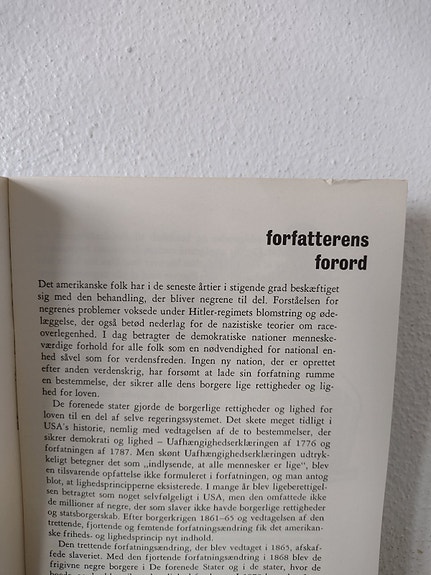 forfatterens
forord
Det amerikanske folk har i de seneste årtier i stigende grad beskæftiget
sig med den behandling, der bliver negrene til del. Forståelsen for
negrenes problemer voksede under Hitler-regimets blomstring og øde-
læggelse, der også betød nederlag for de nazistiske teorier om race-
overlegenhed. I dag betragter de demokratiske nationer menneske-
værdige forhold for alle folk som en nødvendighed for national en-
hed såvel som for verdensfreden. Ingen ny nation, der er oprettet
efter anden verdenskrig, har forsømt at lade sin forfatning rumme
en bestemmelse, der sikrer alle dens borgere lige rettigheder og lig-
hed for loven.
De forenede stater gjorde de borgerlige rettigheder og lighed for
loven til en del af selve regeringssystemet. Det skete meget tidligt i
USA's historie, nemlig med vedtagelsen af de to bestemmelser, der
sikrer demokrati og lighed – Uafhængighedserklæringen af 1776 og
forfatningen af 1787. Men skønt Uafhængighedserklæringen udtryk-
keligt betegner det som „indlysende, at alle mennesker er lige", blev
en tilsvarende opfattelse ikke formuleret i forfatningen, og man antog
blot, at lighedsprincipperne eksisterede. I mange år blev ligeberettigel-
sen betragtet som noget selvfølgeligt i USA, men den omfattede ikke
de millioner af negre, der som slaver ikke havde borgerlige rettigheder
og statsborgerskab. Efter borgerkrigen 1861–65 og vedtagelsen af den
trettende, fjortende og femtende forfatningsændring fik det amerikan-
ske friheds- og lighedsprincip nyt indhold.
Den trettende forfatningsændring, der blev vedtaget i 1865, afskaf-
fede slaveriet. Med den fjortende forfatningsændring i 1868 blev de
frigivne negre borgere i De forenede Stater og i de stater, hvor de